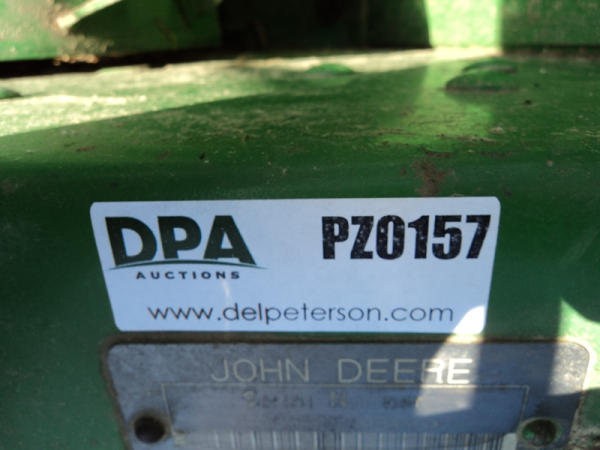 DPA
AUCTIONS
PZ0157
www.delpeterson.com
JOHN DEERE